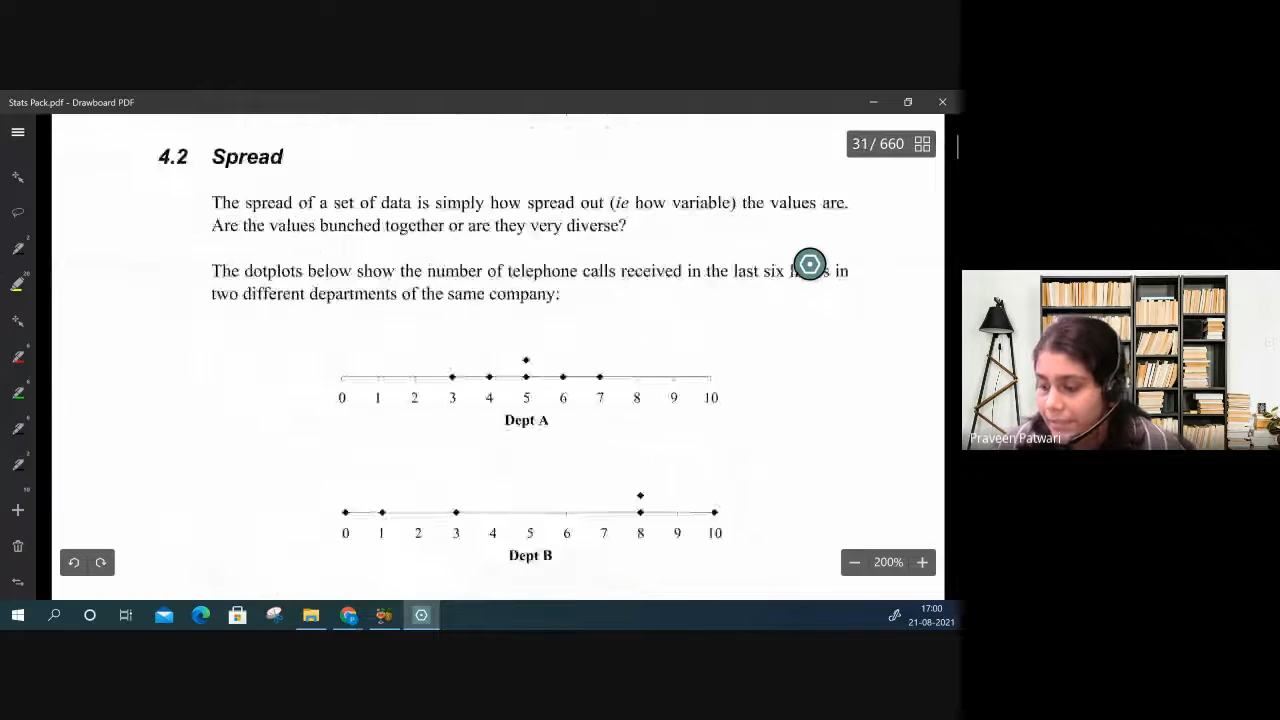 Stats Pack.pdf - Drawboard PDF
31/ 660
4.2 Spread
The spread of a set of data is simply how spread out (ie how variable) the values are.
Are the values bunched together or are they very diverse?
The dotplots below show the number of telephone calls received in the last six in
two different departments of the same company:
0 1 2 3 4 5 6 7 8 9 10
Dept A
0 1 2 3 4 5 6 7 8 9 10
Dept B
200%
Praveen Patwari
17:00
21-08-2021